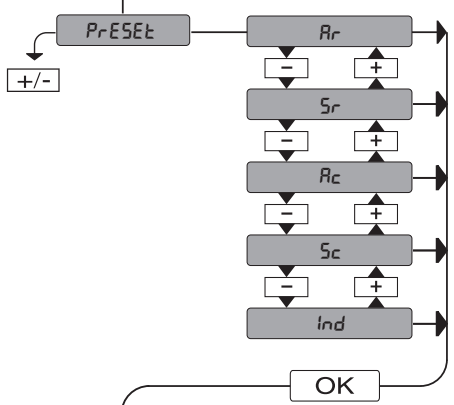 PrESEt
Ar
+/-
- +
Sr
- +
Ac
- +
Sc
- +
Ind
OK